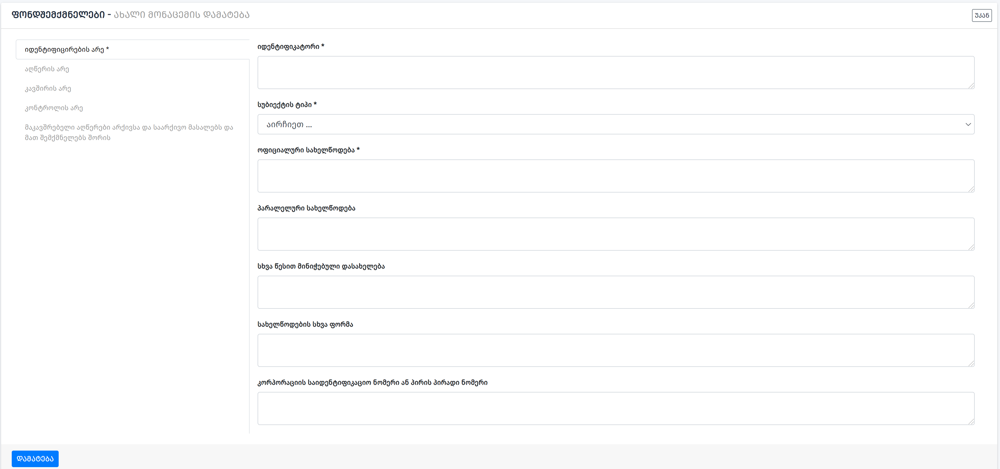 ფონდშემქმნელები - ახალი მონაცემის დამატება
უკან
იდენტიფიცირების არე *
აღწერის არე
კავშირის არე
კონტროლის არე
მაკავშრებელი აღწერები არქივსა და საარქივო მასალებს და
მათ შემქმნელებს შორის
იდენტიფიკატორი *
სუბიექტის ტიპი *
აირჩიეთ ...
ოფიციალური სახელწოდება *
პარალელური სახელწოდება
სხვა წესით მინიჭებული დასახელება
სახელწოდების სხვა ფორმა
კორპორაციის საიდენტიფიკაციო ნომერი ან პირის პირადი ნომერი
დამატება